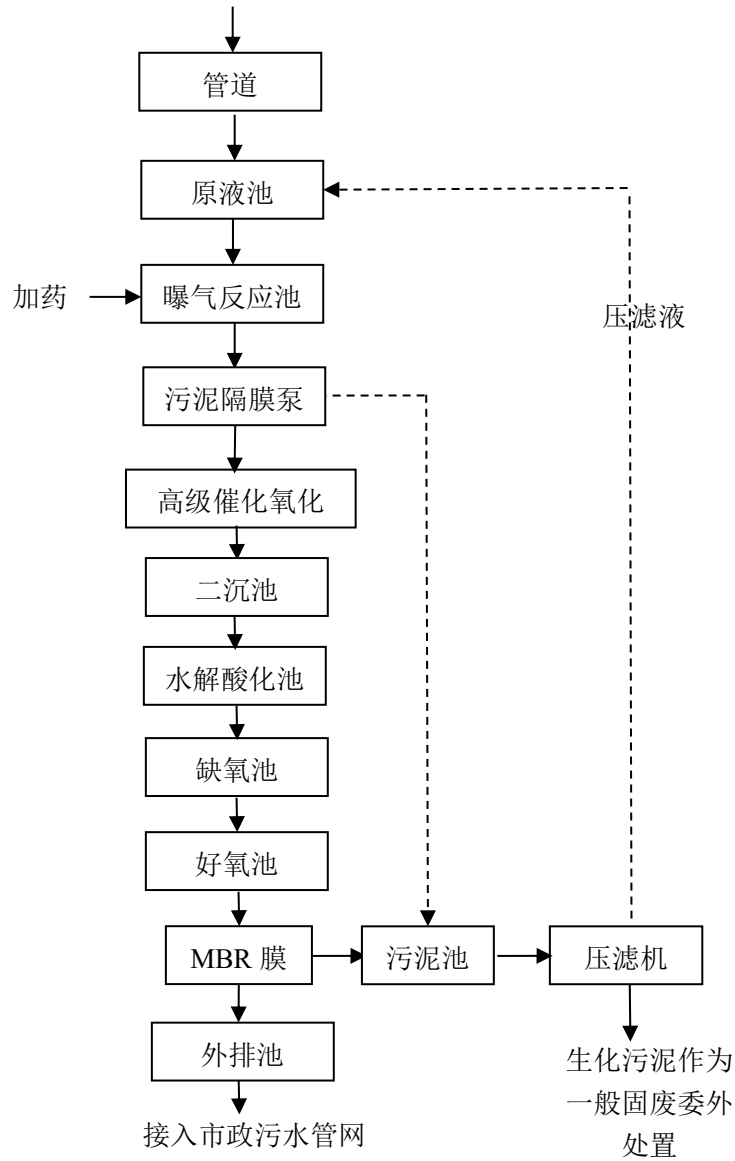 管道
原液池
加药
曝气反应池
压滤液
污泥隔膜泵
高级催化氧化
二沉池
水解酸化池
缺氧池
好氧池
MBR 膜
污泥池
压滤机
外排池
接入市政污水管网
生化污泥作为
一般固废委外
处置